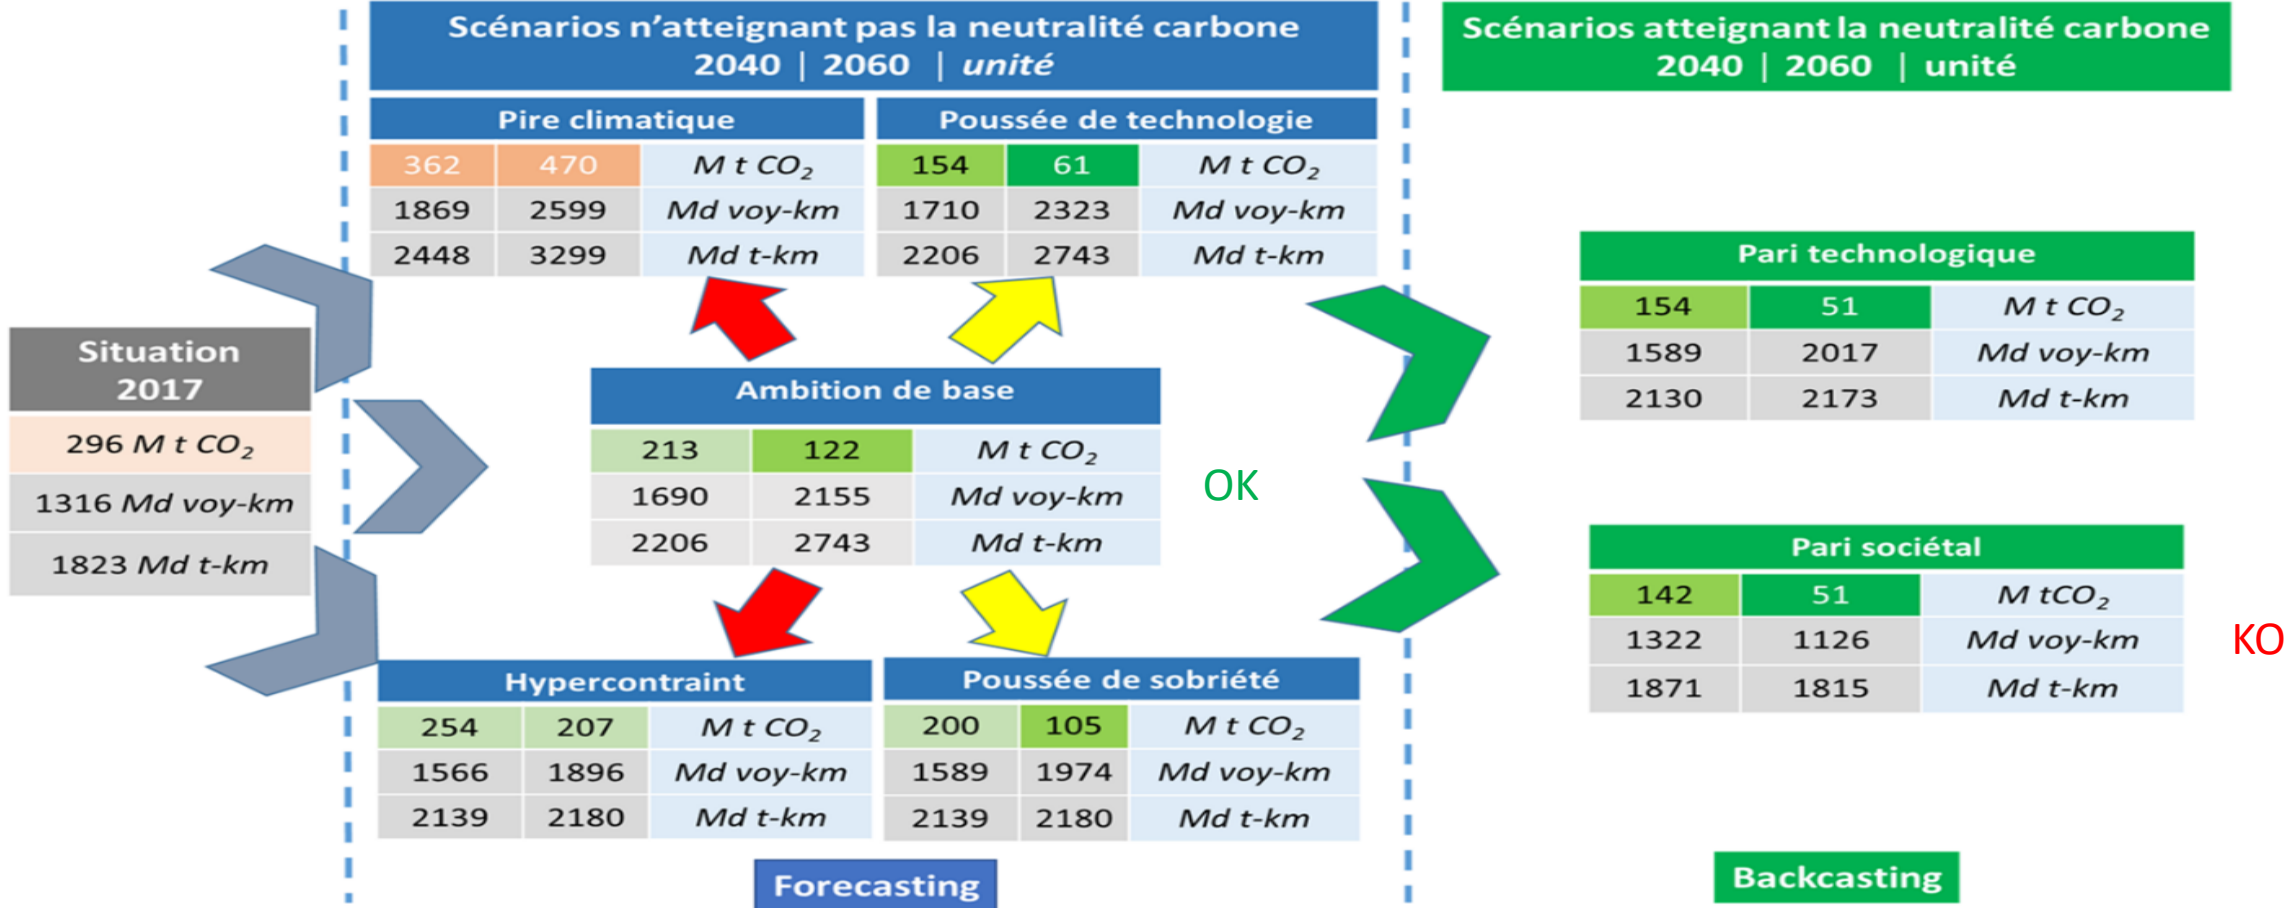 Scénarios n'atteignant pas la neutralité carbone
2040 | 2060 | unité
Scénarios atteignant la neutralité carbone
2040 | 2060 | unité
Pire climatique
362 470 M t CO₂
1869 2599 Md voy-km
2448 3299 Md t-km
Poussée de technologie
154 61 M t CO₂
1710 2323 Md voy-km
2206 2743 Md t-km
Situation
2017
296 M t CO₂
1316 Md voy-km
1823 Md t-km
Ambition de base
213 122 M t CO₂
1690 2155 Md voy-km
2206 2743 Md t-km
OK
Pari technologique
154 51 M t CO₂
1589 2017 Md voy-km
2130 2173 Md t-km
Pari sociétal
142 51 M tCO₂
1322 1126 Md voy-km
1871 1815 Md t-km
KO
Hypercontraint
254 207 M t CO₂
1566 1896 Md voy-km
2139 2180 Md t-km
Poussée de sobriété
200 105 M t CO₂
1589 1974 Md voy-km
2139 2180 Md t-km
Forecasting
Backcasting